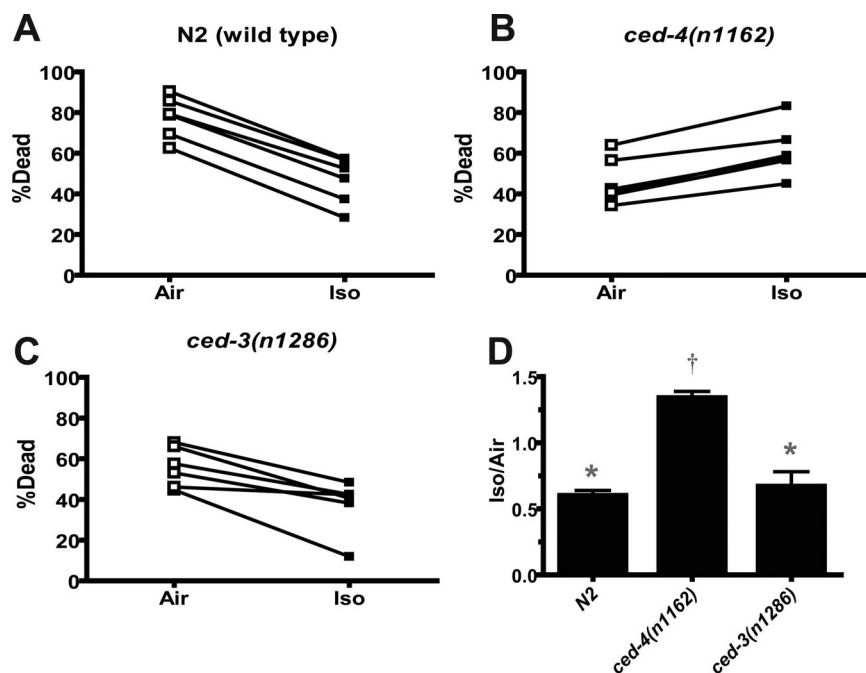 A
N2 (wild type)
%Dead
100
80
60
40
20
0
Air
Iso
B
ced-4(n1162)
%Dead
100
80
60
40
20
0
Air
Iso
C
ced-3(n1286)
%Dead
100
80
60
40
20
0
Air
Iso
D
Iso/Air
1.5
1.0
0.5
0.0
*
†
*
N2
ced-4(n1162)
ced-3(n1286)